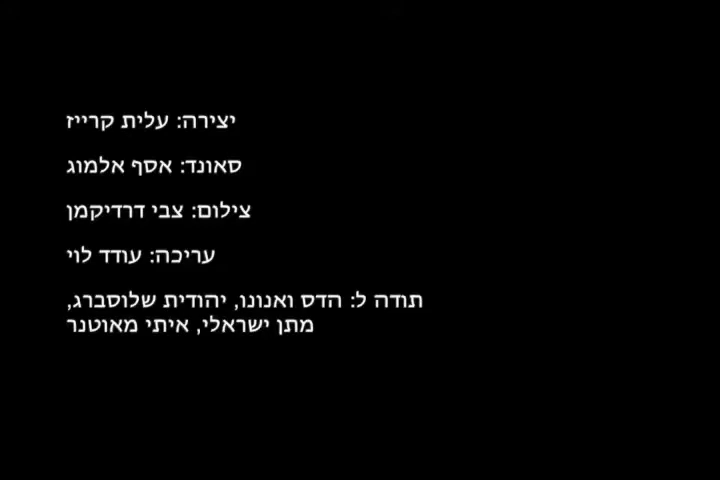 יצירה: עלית קרייז
סאונד: אסף אלמוג
צילום: צבי דרדיקמן
עריכה: עודד לוי
תודה ל: הדס ואנונו, יהודית שלוסברג,
מתן ישראלי, איתי מאוטנר